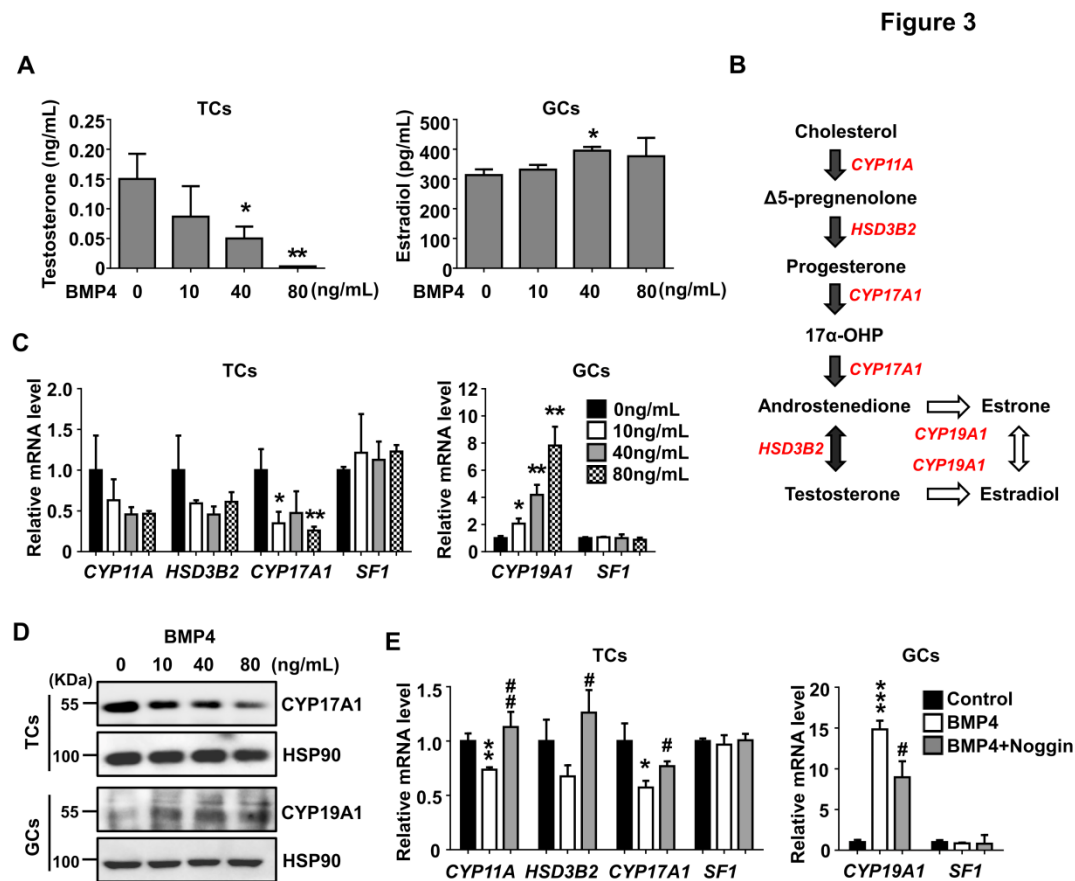 Figure 3
A
TCs
Testosterone (ng/mL)
0.25
0.20
0.15
0.10
0.05
0
*
**
BMP4 0 10 40 80 (ng/mL)
GCs
Estradiol (pg/mL)
500
400
300
200
100
0
*
BMP4 0 10 40 80 (ng/mL)
B
Cholesterol
CYP11A
Δ5-pregnenolone
HSD3B2
Progesterone
CYP17A1
17α-OHP
CYP17A1
Androstenedione Estrone
HSD3B2 CYP19A1
CYP19A1
Testosterone Estradiol
C
TCs
Relative mRNA level
2.0
1.5
1.0
0.5
0
* **
CYP11A HSD3B2 CYP17A1 SF1
GCs
Relative mRNA level
12
10
8
6
4
2
0
* ** **
0ng/mL
10ng/mL
40ng/mL
80ng/mL
CYP19A1 SF1
D
BMP4
0 10 40 80 (ng/mL)
(KDa)
TCs
55 CYP17A1
100 HSP90
GCs
55 CYP19A1
100 HSP90
E
TCs
Relative mRNA level
1.5
1.0
0.5
0
** ## # * #
CYP11A HSD3B2 CYP17A1 SF1
GCs
Relative mRNA level
20
15
10
5
0
*** #
Control
BMP4
BMP4+Noggin
CYP19A1 SF1